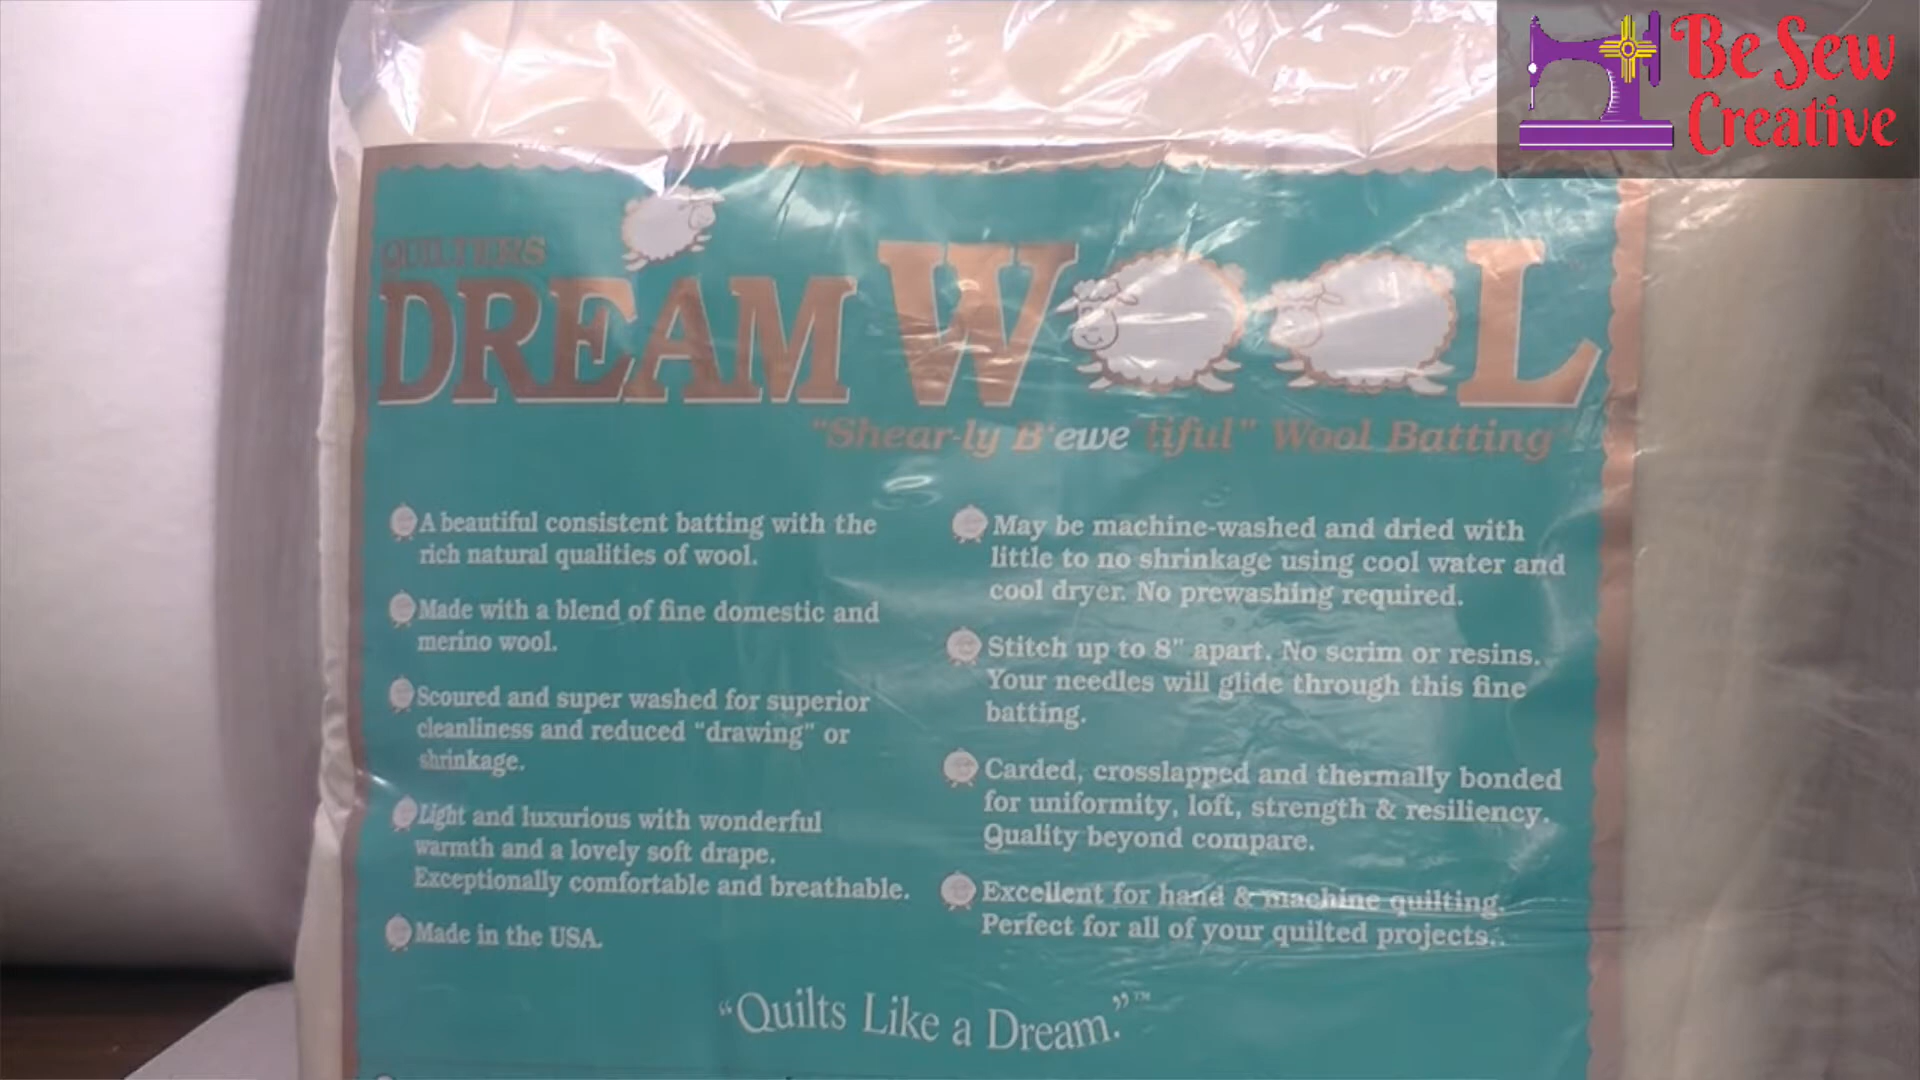 Be Sew
Creative
QUILTERS
DREAM WOOL
"Shear-ly B'ewe'tiful" Wool Batting
A beautiful consistent batting with the
rich natural qualities of wool.
Made with a blend of fine domestic and
merino wool.
Scoured and super washed for superior
cleanliness and reduced "drawing" or
shrinkage.
Light and luxurious with wonderful
warmth and a lovely soft drape.
Exceptionally comfortable and breathable.
Made in the USA.
May be machine-washed and dried with
little to no shrinkage using cool water and
cool dryer. No prewashing required.
Stitch up to 8" apart. No scrim or resins.
Your needles will glide through this fine
batting.
Carded, crosslapped and thermally bonded
for uniformity, loft, strength & resiliency.
Quality beyond compare.
Excellent for hand & machine quilting.
Perfect for all of your quilted projects.
"Quilts Like a Dream."™